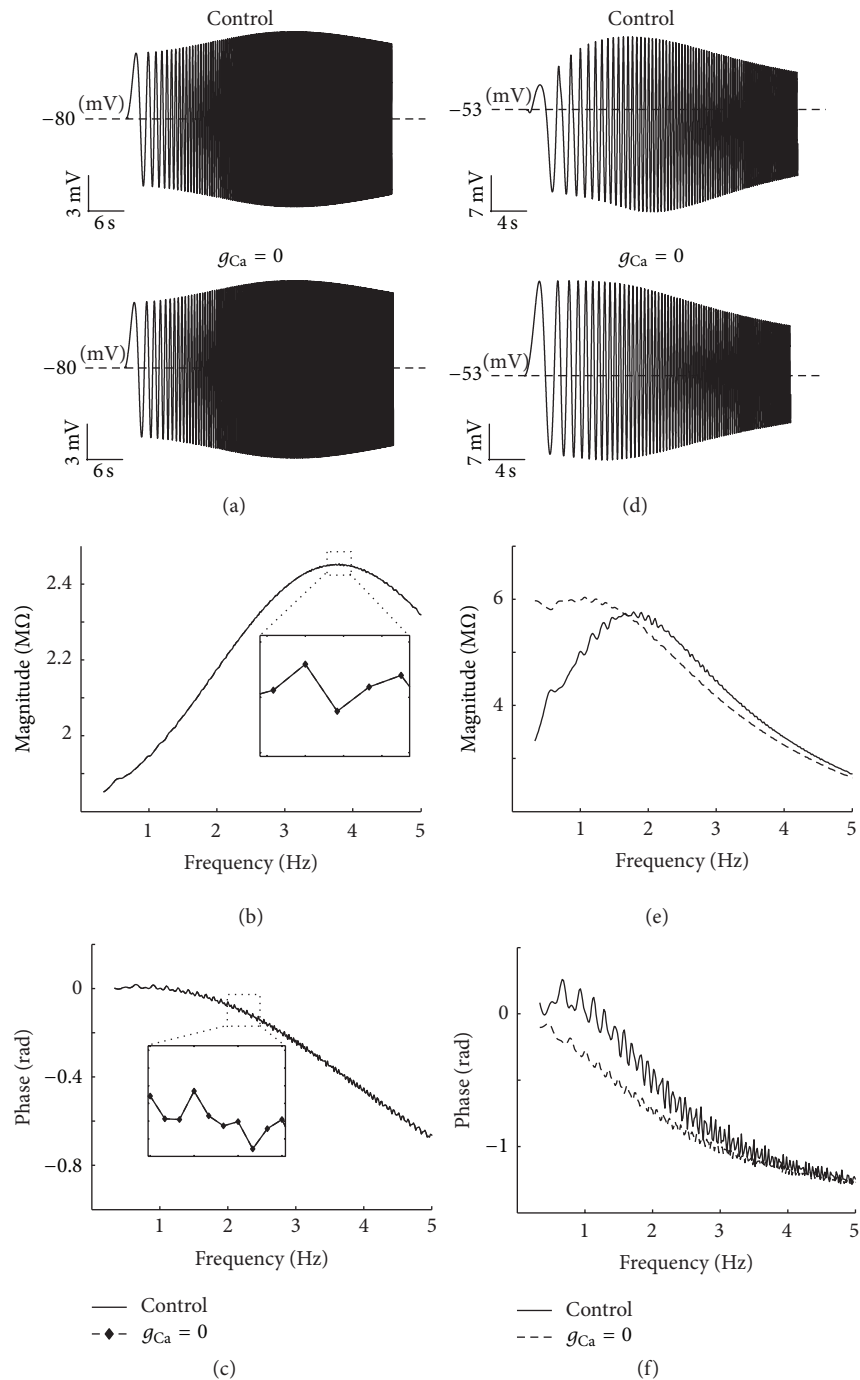 Control
(mV)
−80
3 mV
6 s
g_Ca = 0
(mV)
−80
3 mV
6 s
(a)
Control
(mV)
−53
7 mV
4 s
g_Ca = 0
(mV)
−53
7 mV
4 s
(d)
Magnitude (MΩ)
2.4
2.2
2
1 2 3 4 5
Frequency (Hz)
(b)
Magnitude (MΩ)
6
4
1 2 3 4 5
Frequency (Hz)
(e)
Phase (rad)
0
−0.4
−0.8
1 2 3 4 5
Frequency (Hz)
Control
g_Ca = 0
(c)
Phase (rad)
0
−1
1 2 3 4 5
Frequency (Hz)
Control
g_Ca = 0
(f)